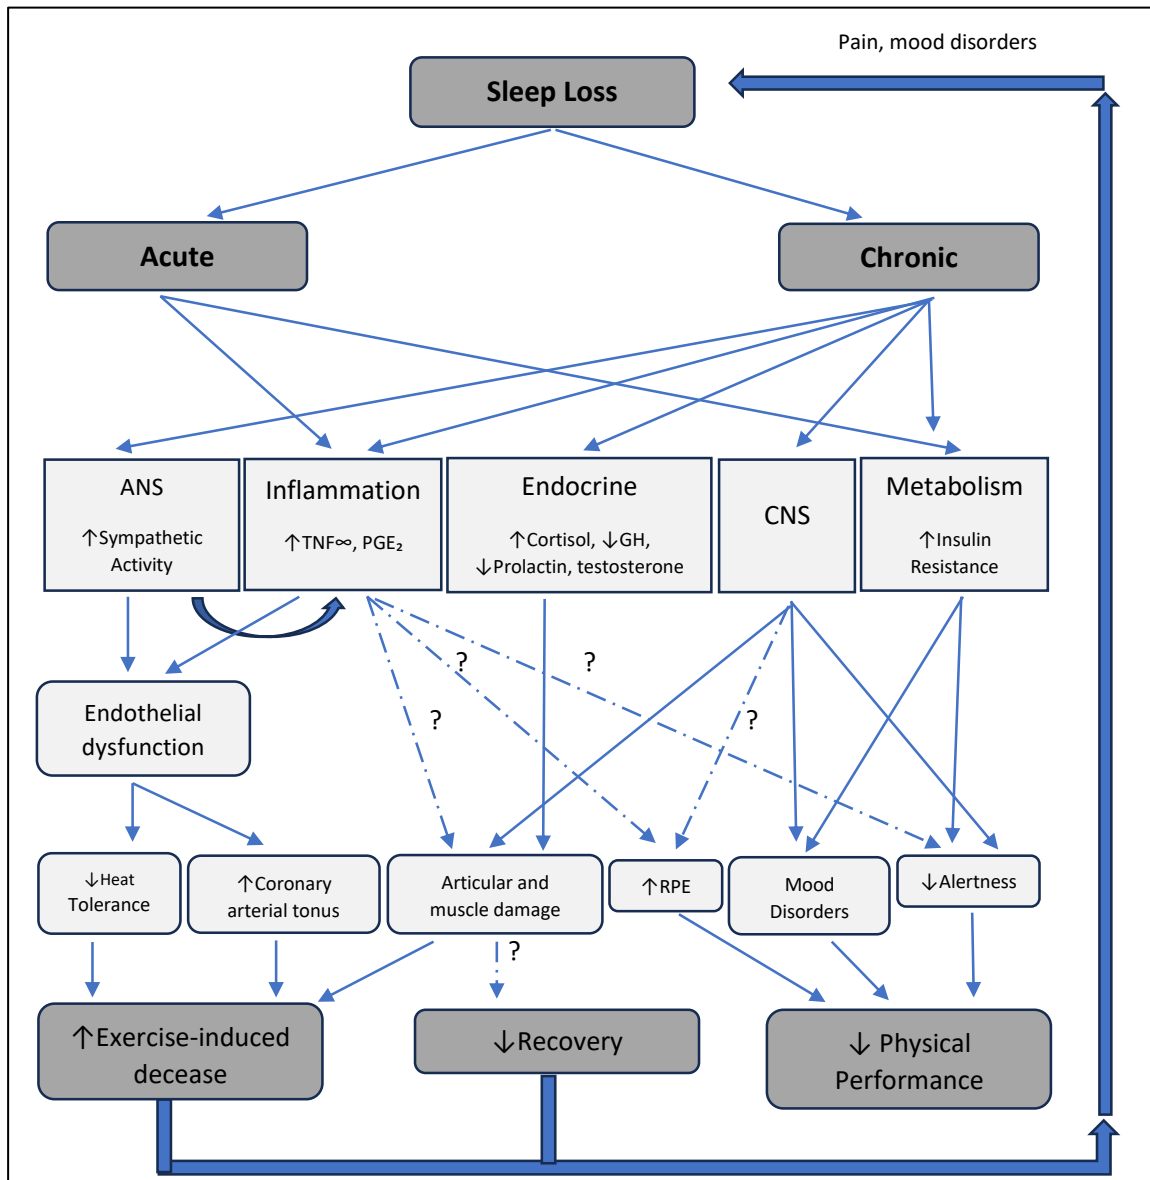 Pain, mood disorders
Sleep Loss
Acute
Chronic
ANS
↑Sympathetic
Activity
Inflammation
↑TNF∞, PGE₂
Endocrine
↑Cortisol, ↓GH,
↓Prolactin, testosterone
CNS
Metabolism
↑Insulin
Resistance
?
?
?
?
Endothelial
dysfunction
↓Heat
Tolerance
↑Coronary
arterial tonus
Articular and
muscle damage
↑RPE
Mood
Disorders
↓Alertness
?
↑Exercise-induced
decease
↓Recovery
↓ Physical
Performance